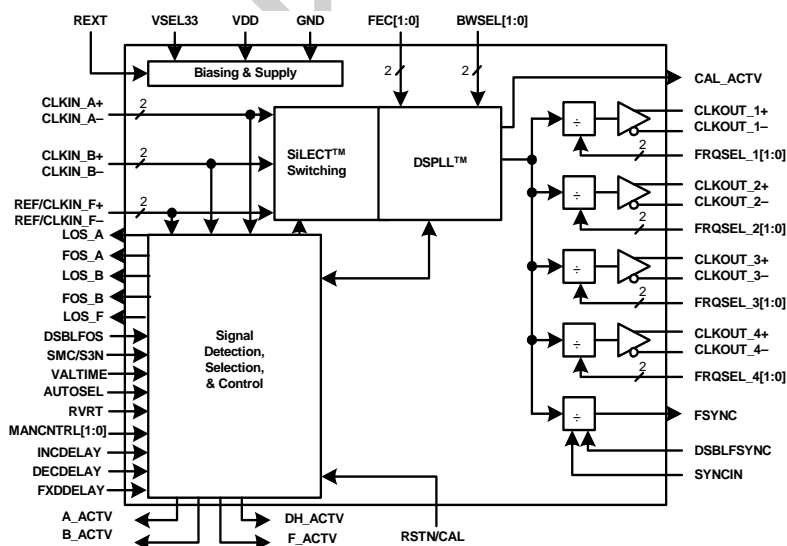 REXT
VSEL33
VDD
GND
FEC[1:0]
BWSEL[1:0]
Biasing & Supply
2
2
CAL_ACTV
CLKIN_A+
CLKIN_A–
2
CLKIN_B+
CLKIN_B–
2
REF/CLKIN_F+
REF/CLKIN_F–
2
SiLECT™
Switching
DSPLL™
÷
CLKOUT_1+
CLKOUT_1–
2
FRQSEL_1[1:0]
÷
CLKOUT_2+
CLKOUT_2–
2
FRQSEL_2[1:0]
÷
CLKOUT_3+
CLKOUT_3–
2
FRQSEL_3[1:0]
÷
CLKOUT_4+
CLKOUT_4–
2
FRQSEL_4[1:0]
÷
FSYNC
DSBLFSYNC
SYNCIN
LOS_A
FOS_A
LOS_B
FOS_B
LOS_F
DSBLFOS
SMC/S3N
VALTIME
AUTOSEL
RVRT
MANCNTRL[1:0]
INCDELAY
DECDELAY
FXDDELAY
Signal
Detection,
Selection,
& Control
A_ACTV
B_ACTV
DH_ACTV
F_ACTV
RSTN/CAL